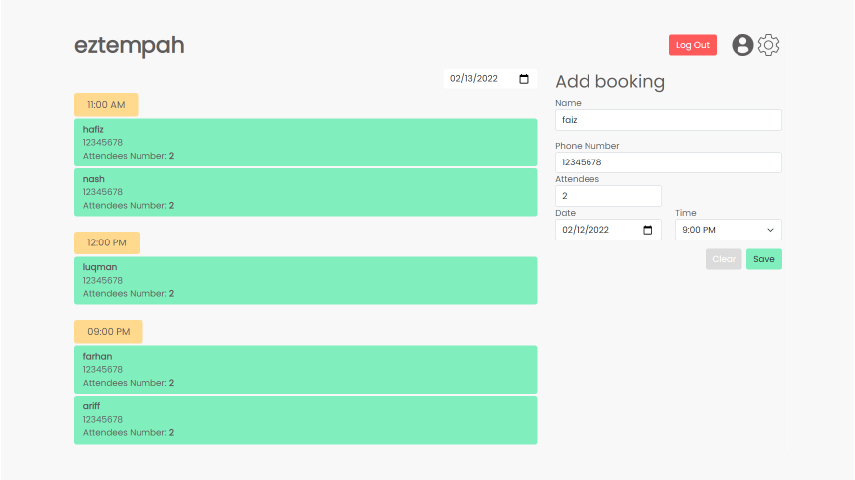 eztempah
Log Out
02/13/2022
11:00 AM
hafiz
12345678
Attendees Number: 2
nash
12345678
Attendees Number: 2
12:00 PM
luqman
12345678
Attendees Number: 2
09:00 PM
farhan
12345678
Attendees Number: 2
ariff
12345678
Attendees Number: 2
Add booking
Name
faiz
Phone Number
12345678
Attendees
2
Date Time
02/12/2022 9:00 PM
Clear Save